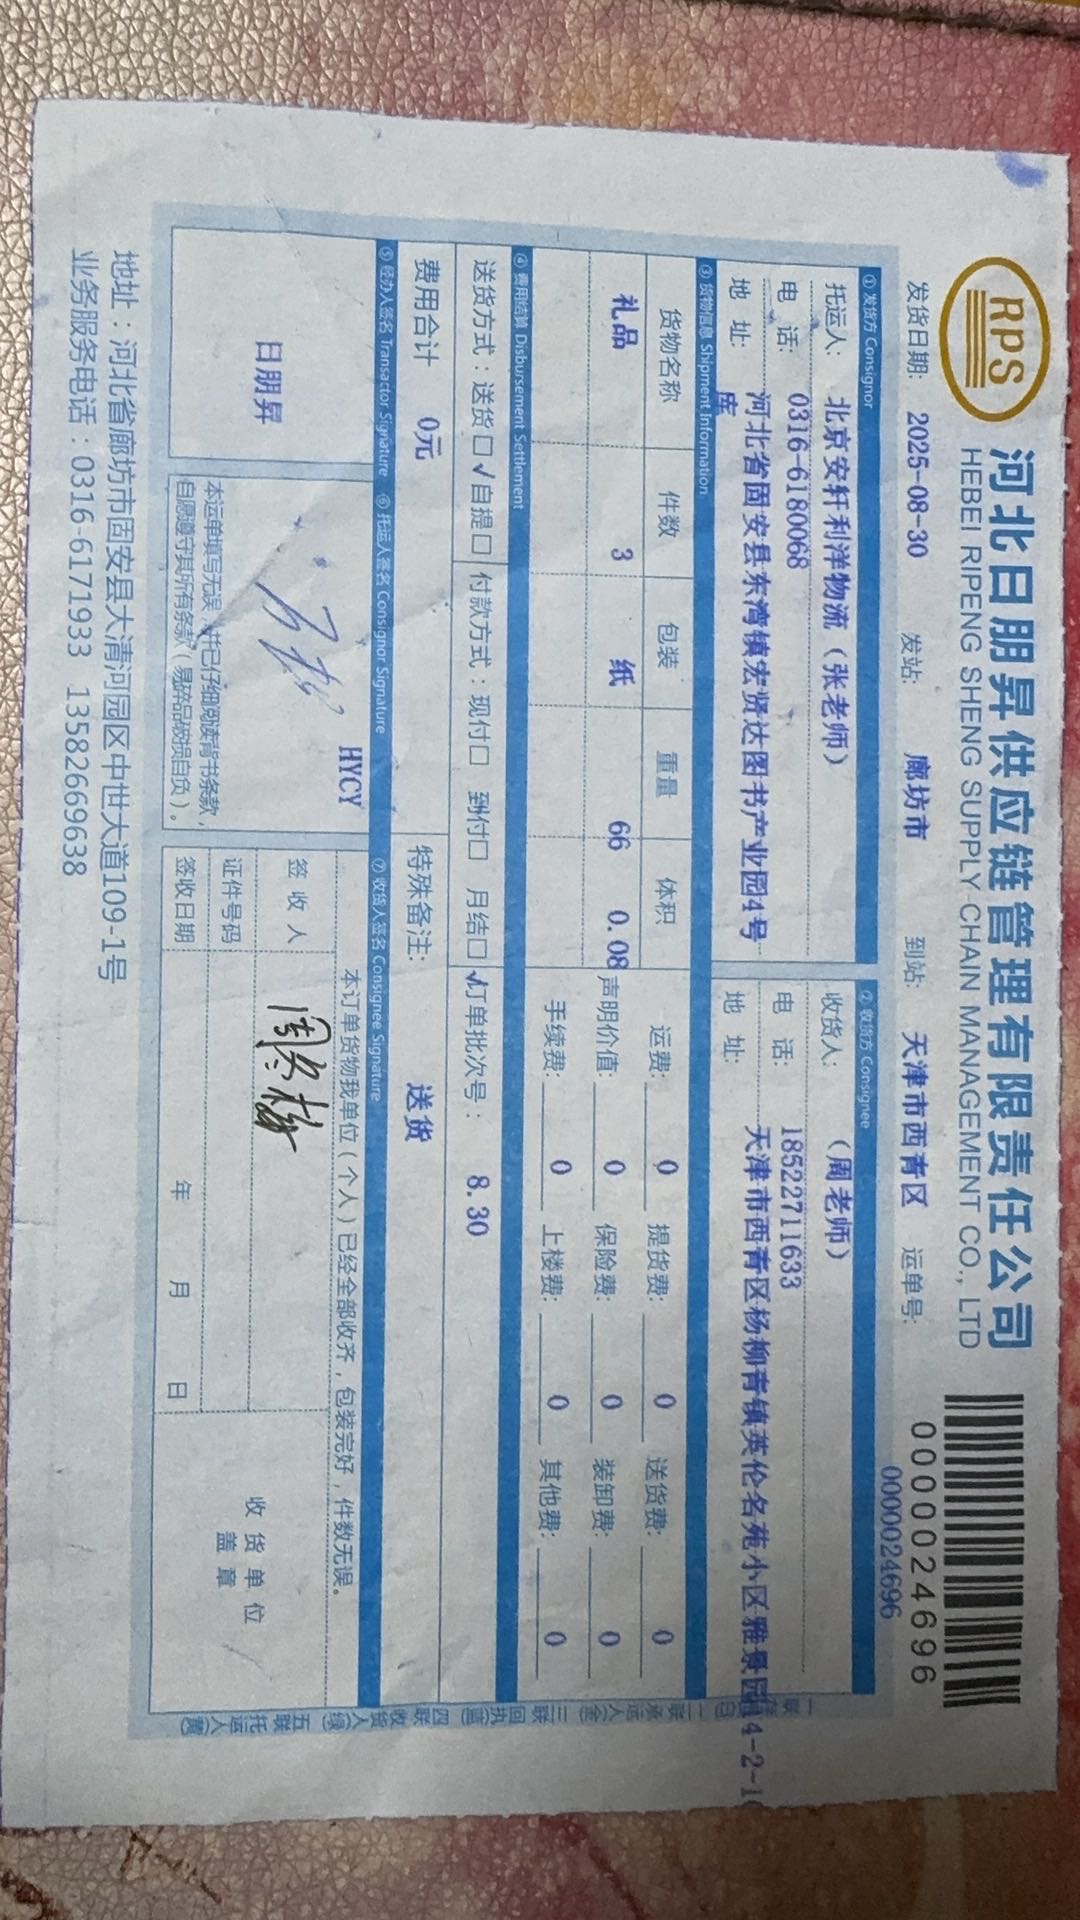 RPS
河北日朋昇供应链管理有限责任公司
HEBEI RIPENG SHENG SUPPLY CHAIN MANAGEMENT CO., LTD
0000024696
0000024696
发货日期: 2025-08-30 发站: 廊坊市 到站: 天津市西青区 运单号:
① 发货方 Consignor
托运人: 北京安轩利洋物流（张老师）
电 话: 0316-6180068
地 址: 河北省固安县东湾镇宏贤达图书产业园4号
库
② 收货方 Consignee
收货人: （周老师）
电 话: 18522711633
地 址: 天津市西青区杨柳青镇英伦名苑小区雅景园14-2-1
③ 货物信息 Shipment Information
货物名称 件数 包装 重量 体积
礼品 3 纸 66 0.08
运费: 0 提货费: 0 送货费: 0
声明价值: 0 保险费: 0 装卸费: 0
手续费: 0 上楼费: 0 其他费: 0
④ 费用结算 Disbursement Settlement
送货方式：送货□√自提□ 付款方式：现付□ 到付□ 月结□√ 订单批次号： 8.30
费用合计 0元 特殊备注: 送货
⑤ 经办人签名 Transactor Signature
日朋昇
⑥ 托运人签名 Consignor Signature
HYCY
本运单填写无误，并已仔细阅读背书条款，
自愿遵守其所有条款（易碎品破损自负）。
⑦ 收货人签名 Consignee Signature
本订单货物我单位（个人）已经全部收齐，包装完好，件数无误。
签 收 人
证件号码
签收日期 年 月 日
收 货 单 位
盖 章
地址：河北省廊坊市固安县大清河园区中世大道109-1号
业务服务电话：0316-6171933 13582669638